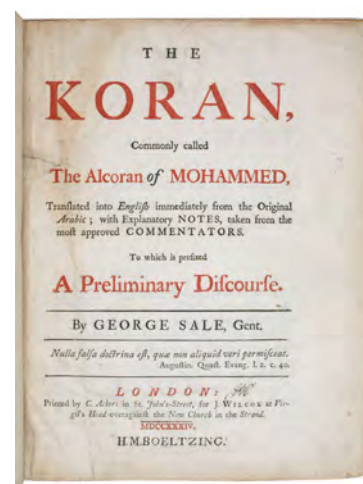 THE
KORAN,
Commonly called
The Alcoran of MOHAMMED,
Tranſlated into Engliſh immediately from the Original
Arabic; with Explanatory NOTES, taken from the
moſt approved COMMENTATORS.
To which is prefixed
A Preliminary Diſcourſe.
By GEORGE SALE, Gent.
Nulla falſa doctrina eſt, quæ non aliquid veri permiſceat.
Auguſtin. Quæſt. Evang. l. 2. c. 40.
LONDON:
Printed by C. Ackers in St. John's-Street, for J. WILCOX at Vir-
gil's Head overagainſt the New Church in the Strand.
MDCCXXXIV.
H.M.BOELTZING.